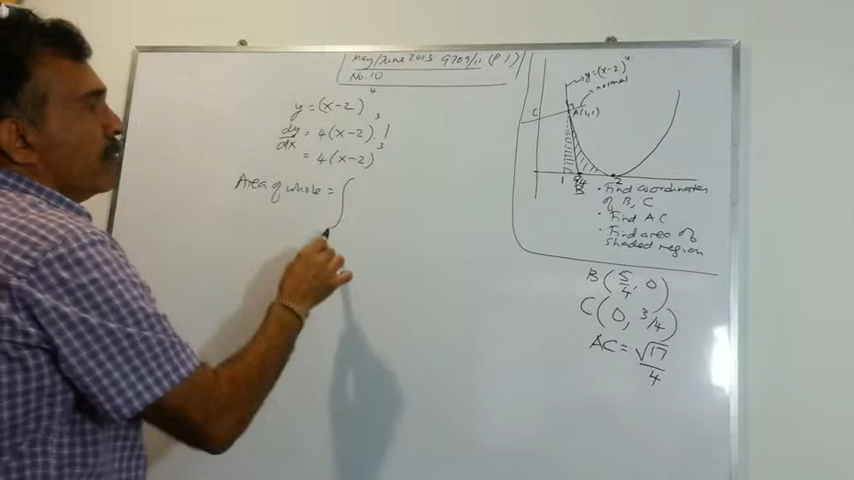 May/June 2013 9709/11 (P1)
No.10
y = (x-2)^4
dy/dx = 4(x-2)^3.1
= 4(x-2)^3
Area of whole = ∫
y=(x-2)^4
normal
C
A(1,1)
1 5/4 2
B
• Find coordinates
of B, C
• Find AC
• Find area of
shaded region
B(5/4, 0)
C(0, 3/4)
AC = √17/4